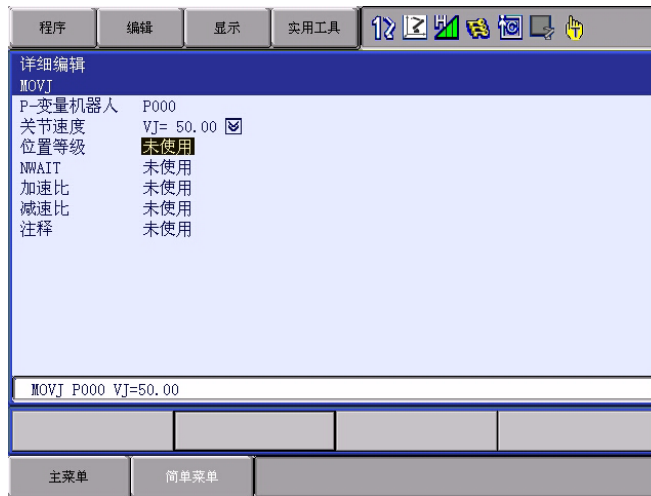 程序 编辑 显示 实用工具
详细编辑
MOVJ
P-变量机器人 P000
关节速度 VJ= 50.00
位置等级 未使用
NWAIT 未使用
加速比 未使用
减速比 未使用
注释 未使用
MOVJ P000 VJ=50.00
主菜单 简单菜单